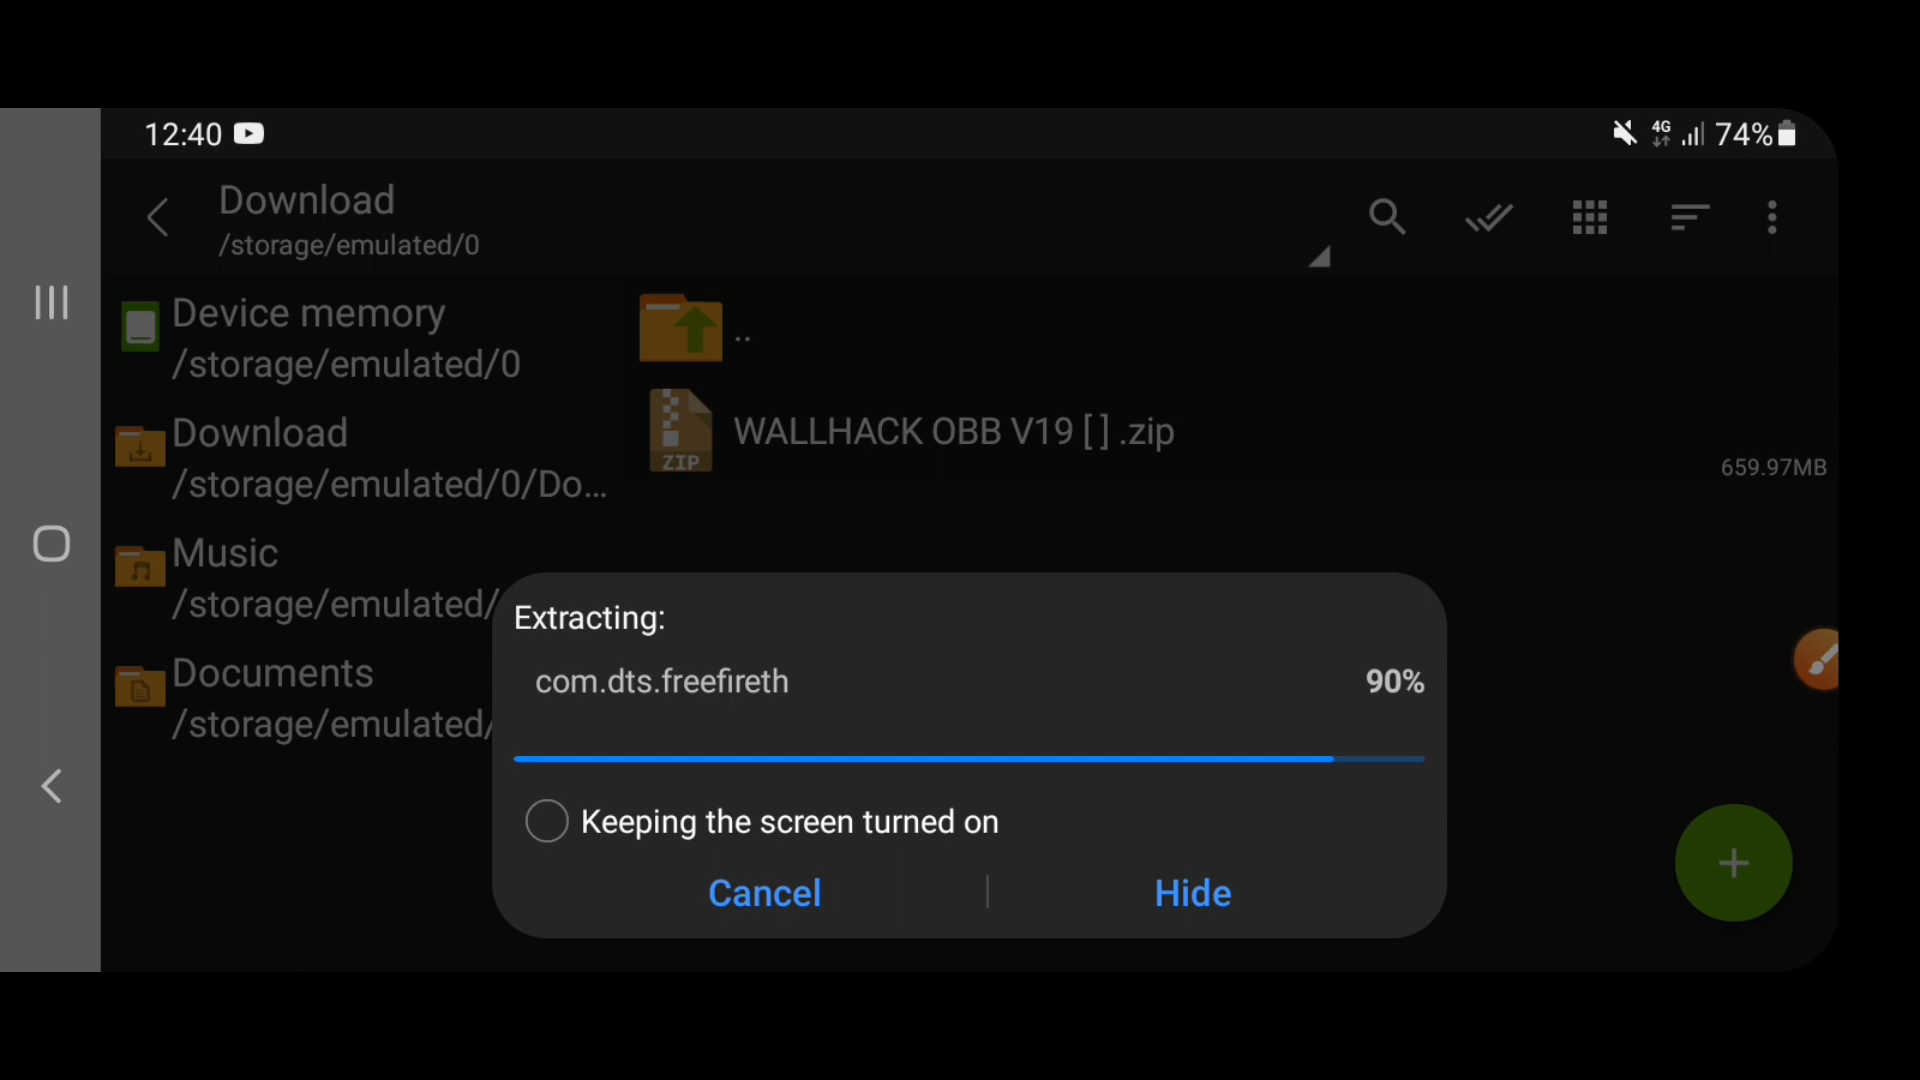 12:40
4G
74%
Download
/storage/emulated/0
Device memory
/storage/emulated/0
Download
/storage/emulated/0/Do...
Music
/storage/emulated/
Documents
/storage/emulated/
..
ZIP
WALLHACK OBB V19 [ ] .zip
659.97MB
Extracting:
com.dts.freefireth
90%
Keeping the screen turned on
Cancel
Hide